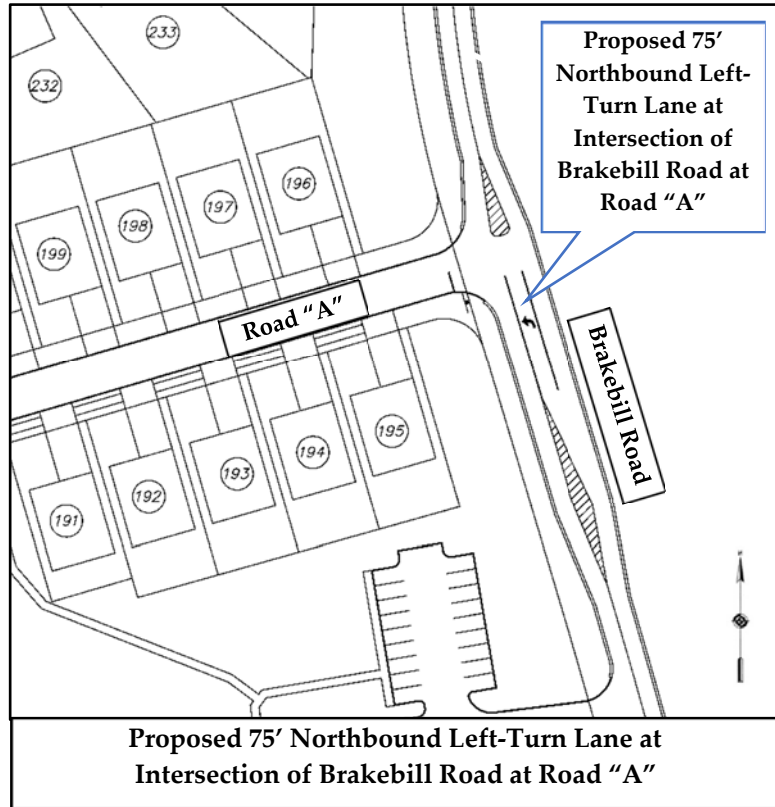 233
232
Proposed 75’
Northbound Left-
Turn Lane at
Intersection of
Brakebill Road at
Road “A”
196
197
198
199
Road “A”
Brakebill Road
195
194
193
192
191
Proposed 75’ Northbound Left-Turn Lane at
Intersection of Brakebill Road at Road “A”